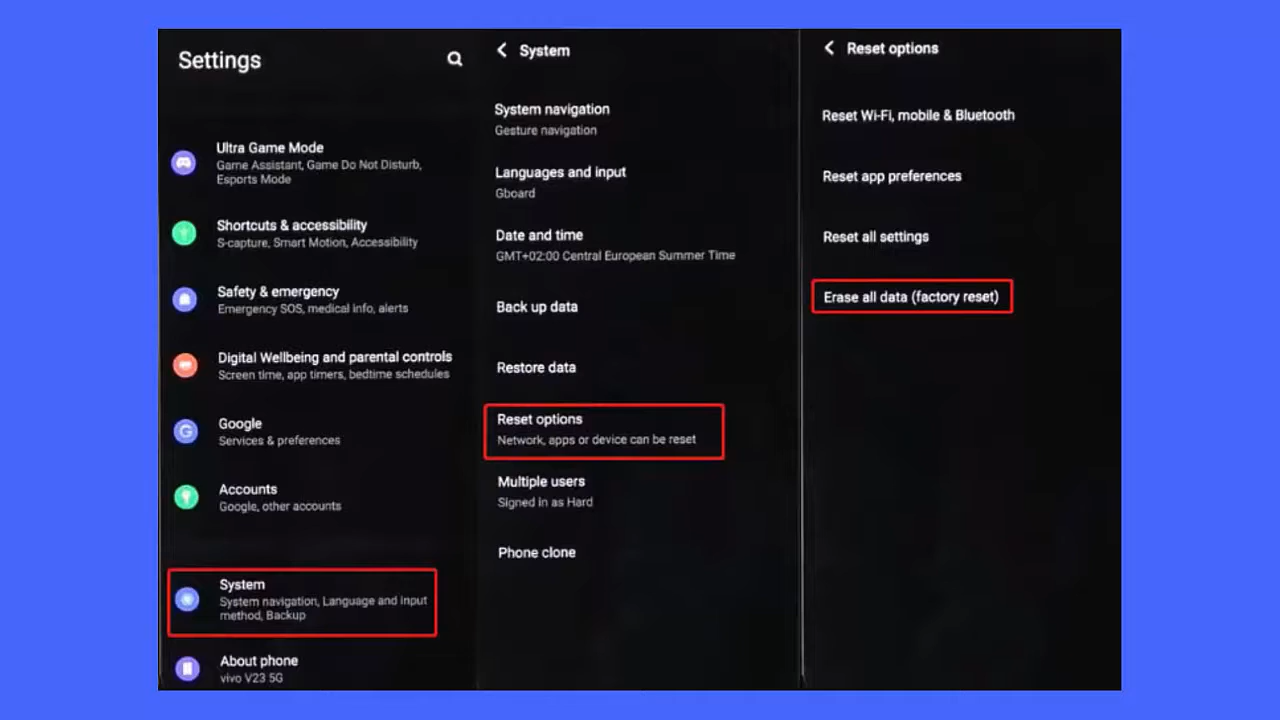 Settings
Ultra Game Mode
Game Assistant, Game Do Not Disturb,
Esports Mode
Shortcuts & accessibility
S-capture, Smart Motion, Accessibility
Safety & emergency
Emergency SOS, medical info, alerts
Digital Wellbeing and parental controls
Screen time, app timers, bedtime schedules
Google
Services & preferences
Accounts
Google, other accounts
System
System navigation, Language and input
method, Backup
About phone
vivo V23 5G
System
System navigation
Gesture navigation
Languages and input
Gboard
Date and time
GMT+02:00 Central European Summer Time
Back up data
Restore data
Reset options
Network, apps or device can be reset
Multiple users
Signed in as Hard
Phone clone
Reset options
Reset Wi-Fi, mobile & Bluetooth
Reset app preferences
Reset all settings
Erase all data (factory reset)